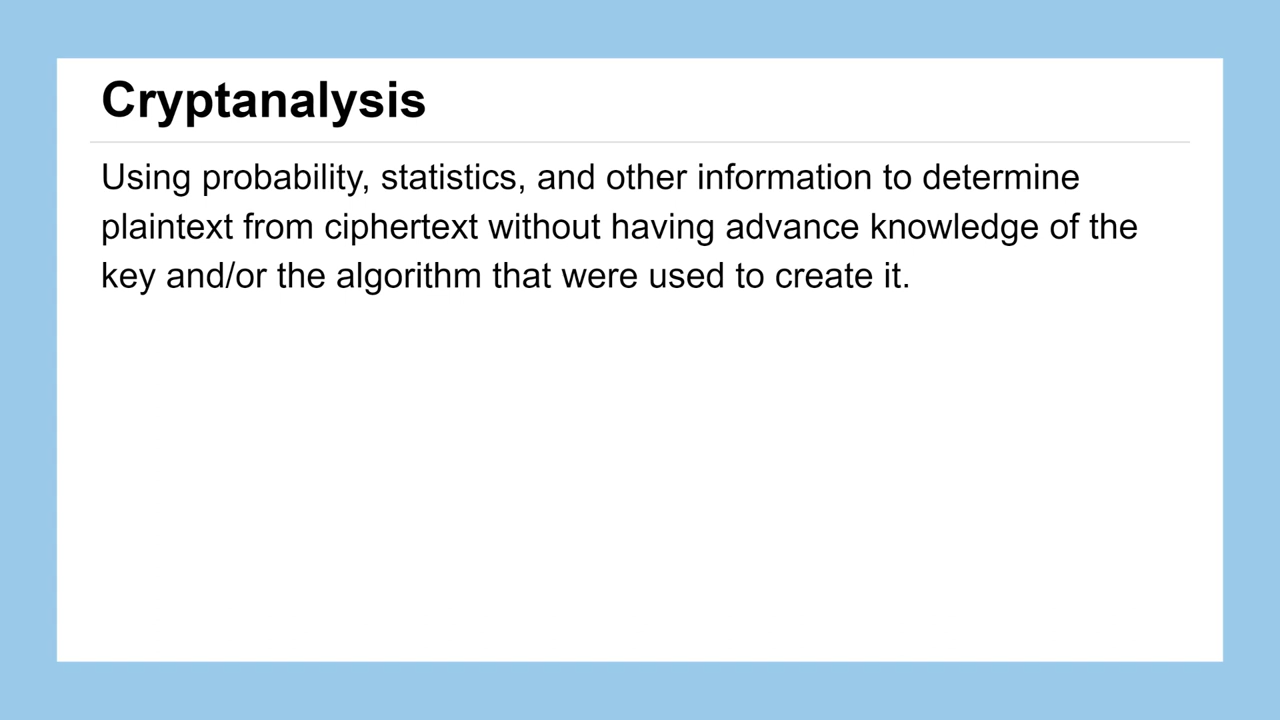 Cryptanalysis
Using probability, statistics, and other information to determine
plaintext from ciphertext without having advance knowledge of the
key and/or the algorithm that were used to create it.